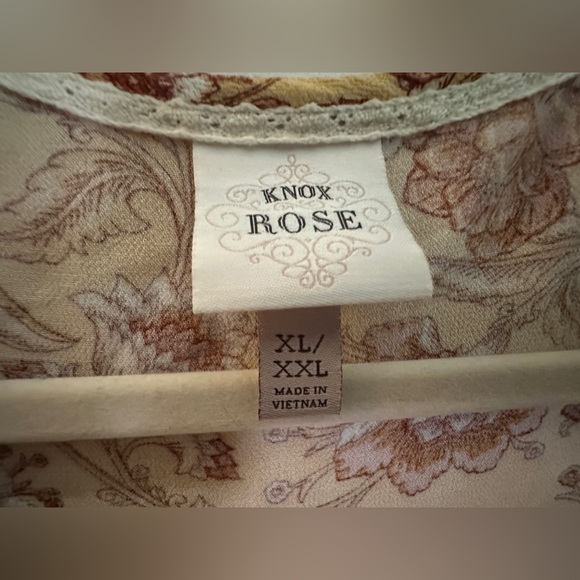 KNOX
ROSE
XL/
XXL
MADE IN
VIETNAM